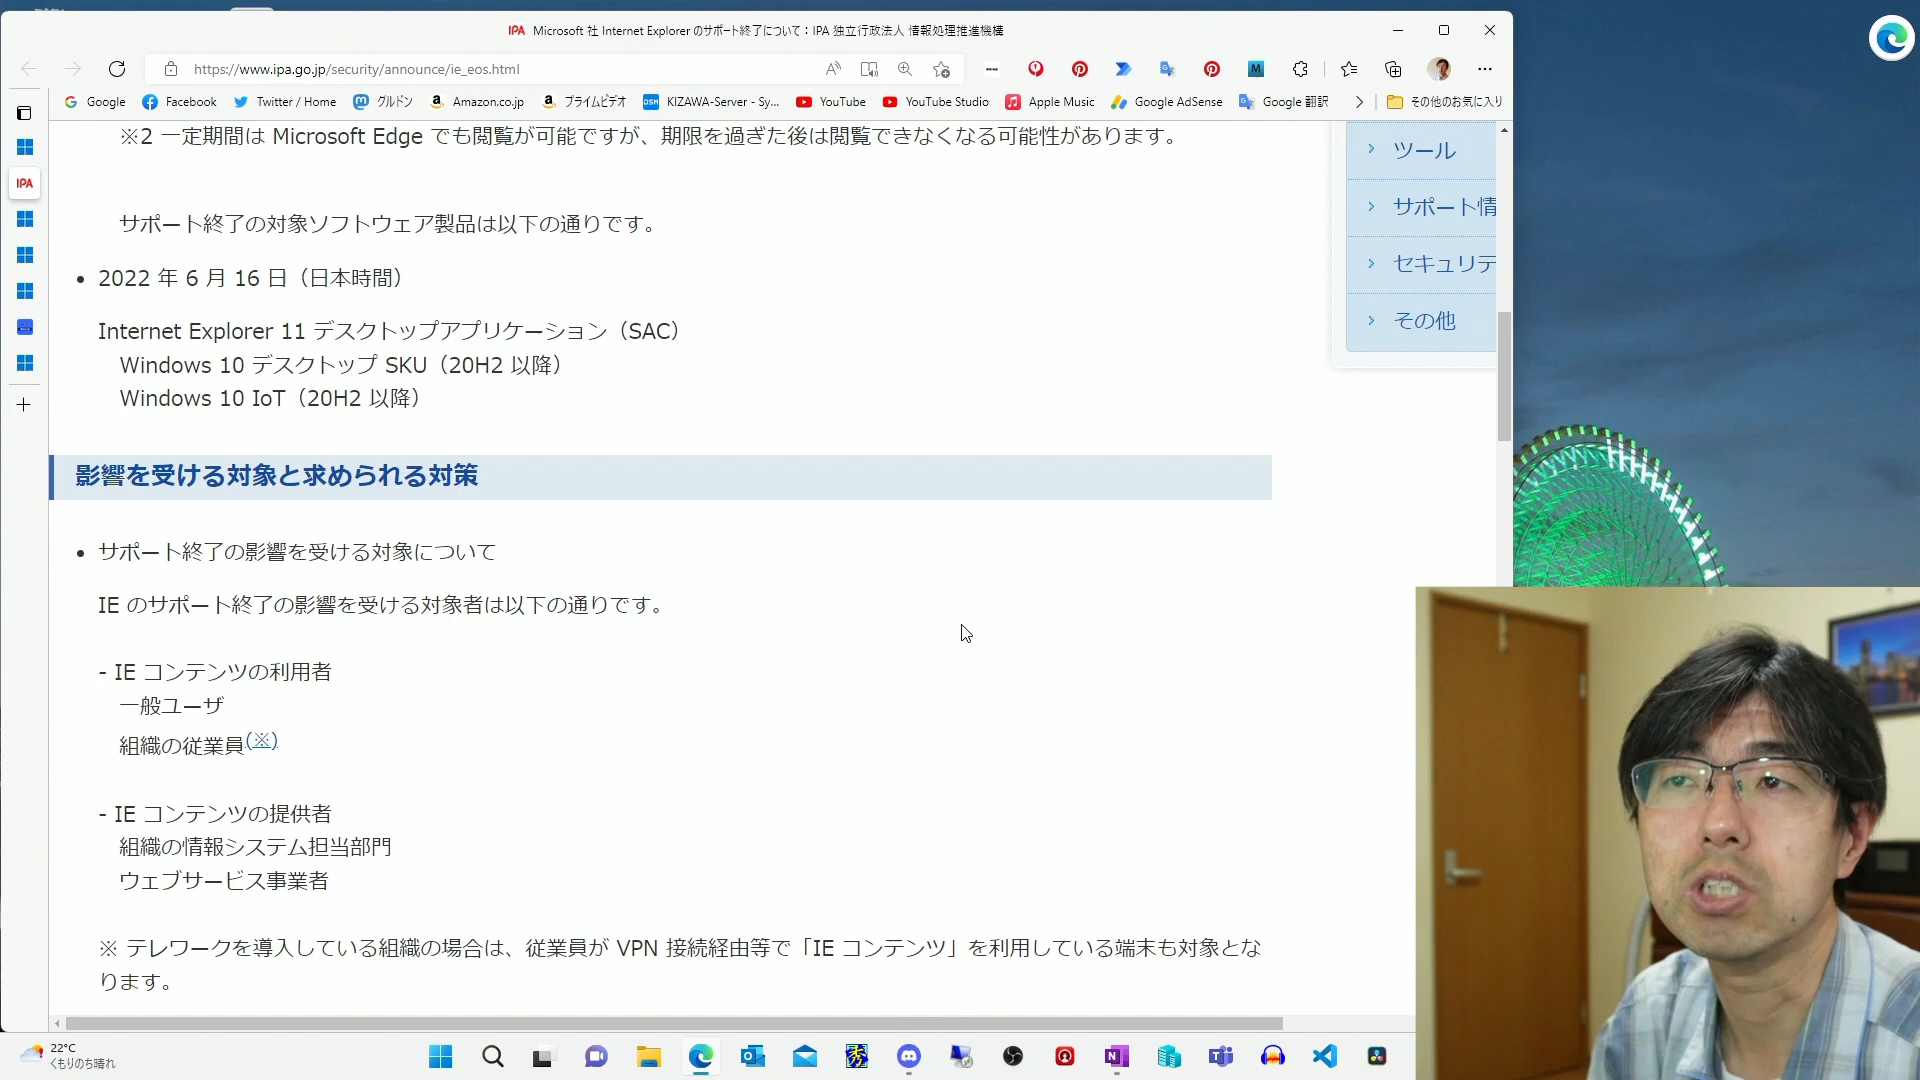 IPA Microsoft 社 Internet Explorer のサポート終了について：IPA 独立行政法人 情報処理推進機構
https://www.ipa.go.jp/security/announce/ie_eos.html
Google Facebook Twitter / Home グルドン Amazon.co.jp プライムビデオ DSM KIZAWA-Server - Sy... YouTube YouTube Studio Apple Music Google AdSense Google 翻訳 その他のお気に入り
IPA
※2 一定期間は Microsoft Edge でも閲覧が可能ですが、期限を過ぎた後は閲覧できなくなる可能性があります。
サポート終了の対象ソフトウェア製品は以下の通りです。
• 2022 年 6 月 16 日（日本時間）
Internet Explorer 11 デスクトップアプリケーション（SAC）
Windows 10 デスクトップ SKU（20H2 以降）
Windows 10 IoT（20H2 以降）
影響を受ける対象と求められる対策
• サポート終了の影響を受ける対象について
IE のサポート終了の影響を受ける対象者は以下の通りです。
- IE コンテンツの利用者
一般ユーザ
組織の従業員(※)
- IE コンテンツの提供者
組織の情報システム担当部門
ウェブサービス事業者
※ テレワークを導入している組織の場合は、従業員が VPN 接続経由等で「IE コンテンツ」を利用している端末も対象とな
ります。
ツール
サポート情
セキュリテ
その他
22°C
くもりのち晴れ